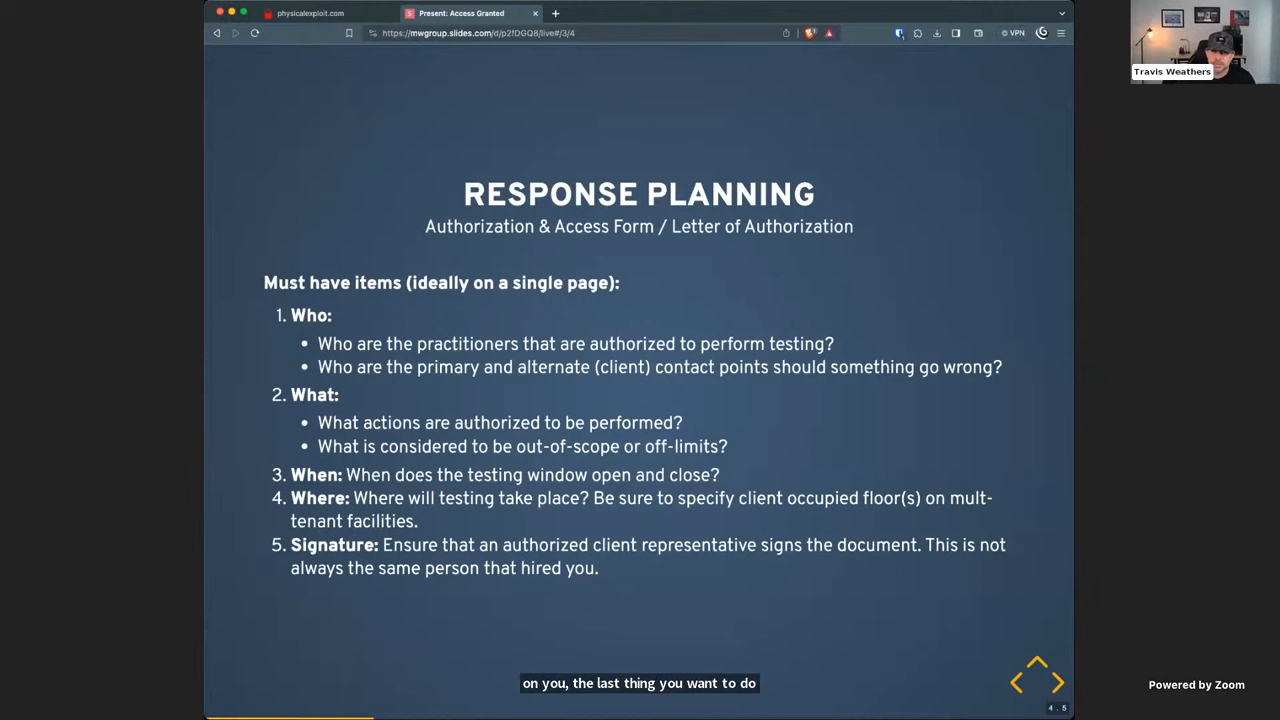 physicalexploit.com
Present: Access Granted
https://mwgroup.slides.com/d/p2fDGQ8/live#/3/4
VPN
Travis Weathers
RESPONSE PLANNING
Authorization & Access Form / Letter of Authorization
Must have items (ideally on a single page):
1. Who:
• Who are the practitioners that are authorized to perform testing?
• Who are the primary and alternate (client) contact points should something go wrong?
2. What:
• What actions are authorized to be performed?
• What is considered to be out-of-scope or off-limits?
3. When: When does the testing window open and close?
4. Where: Where will testing take place? Be sure to specify client occupied floor(s) on mult-
tenant facilities.
5. Signature: Ensure that an authorized client representative signs the document. This is not
always the same person that hired you.
on you, the last thing you want to do
Powered by Zoom
4 . 5